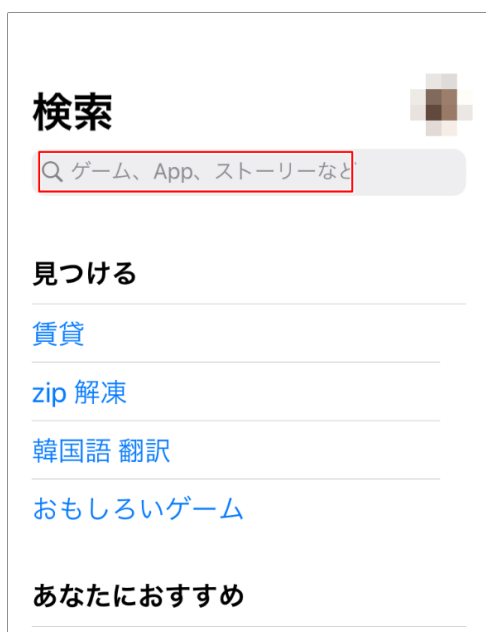 検索
ゲーム、App、ストーリーなど
見つける
賃貸
zip 解凍
韓国語 翻訳
おもしろいゲーム
あなたにおすすめ